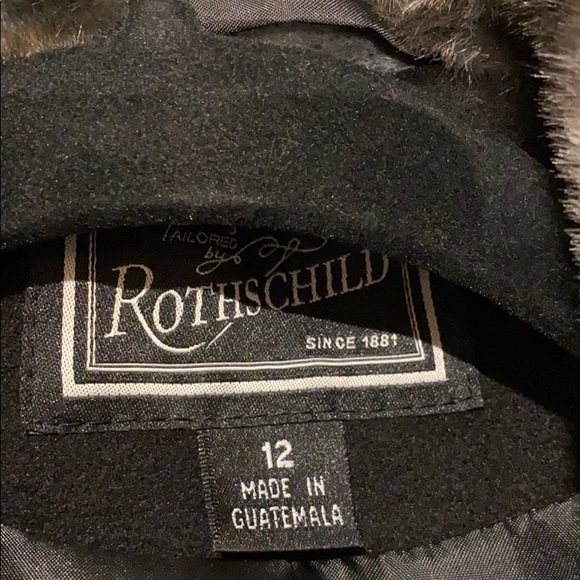 TAILORED
by
ROTHSCHILD
SINCE 1881
12
MADE IN
GUATEMALA